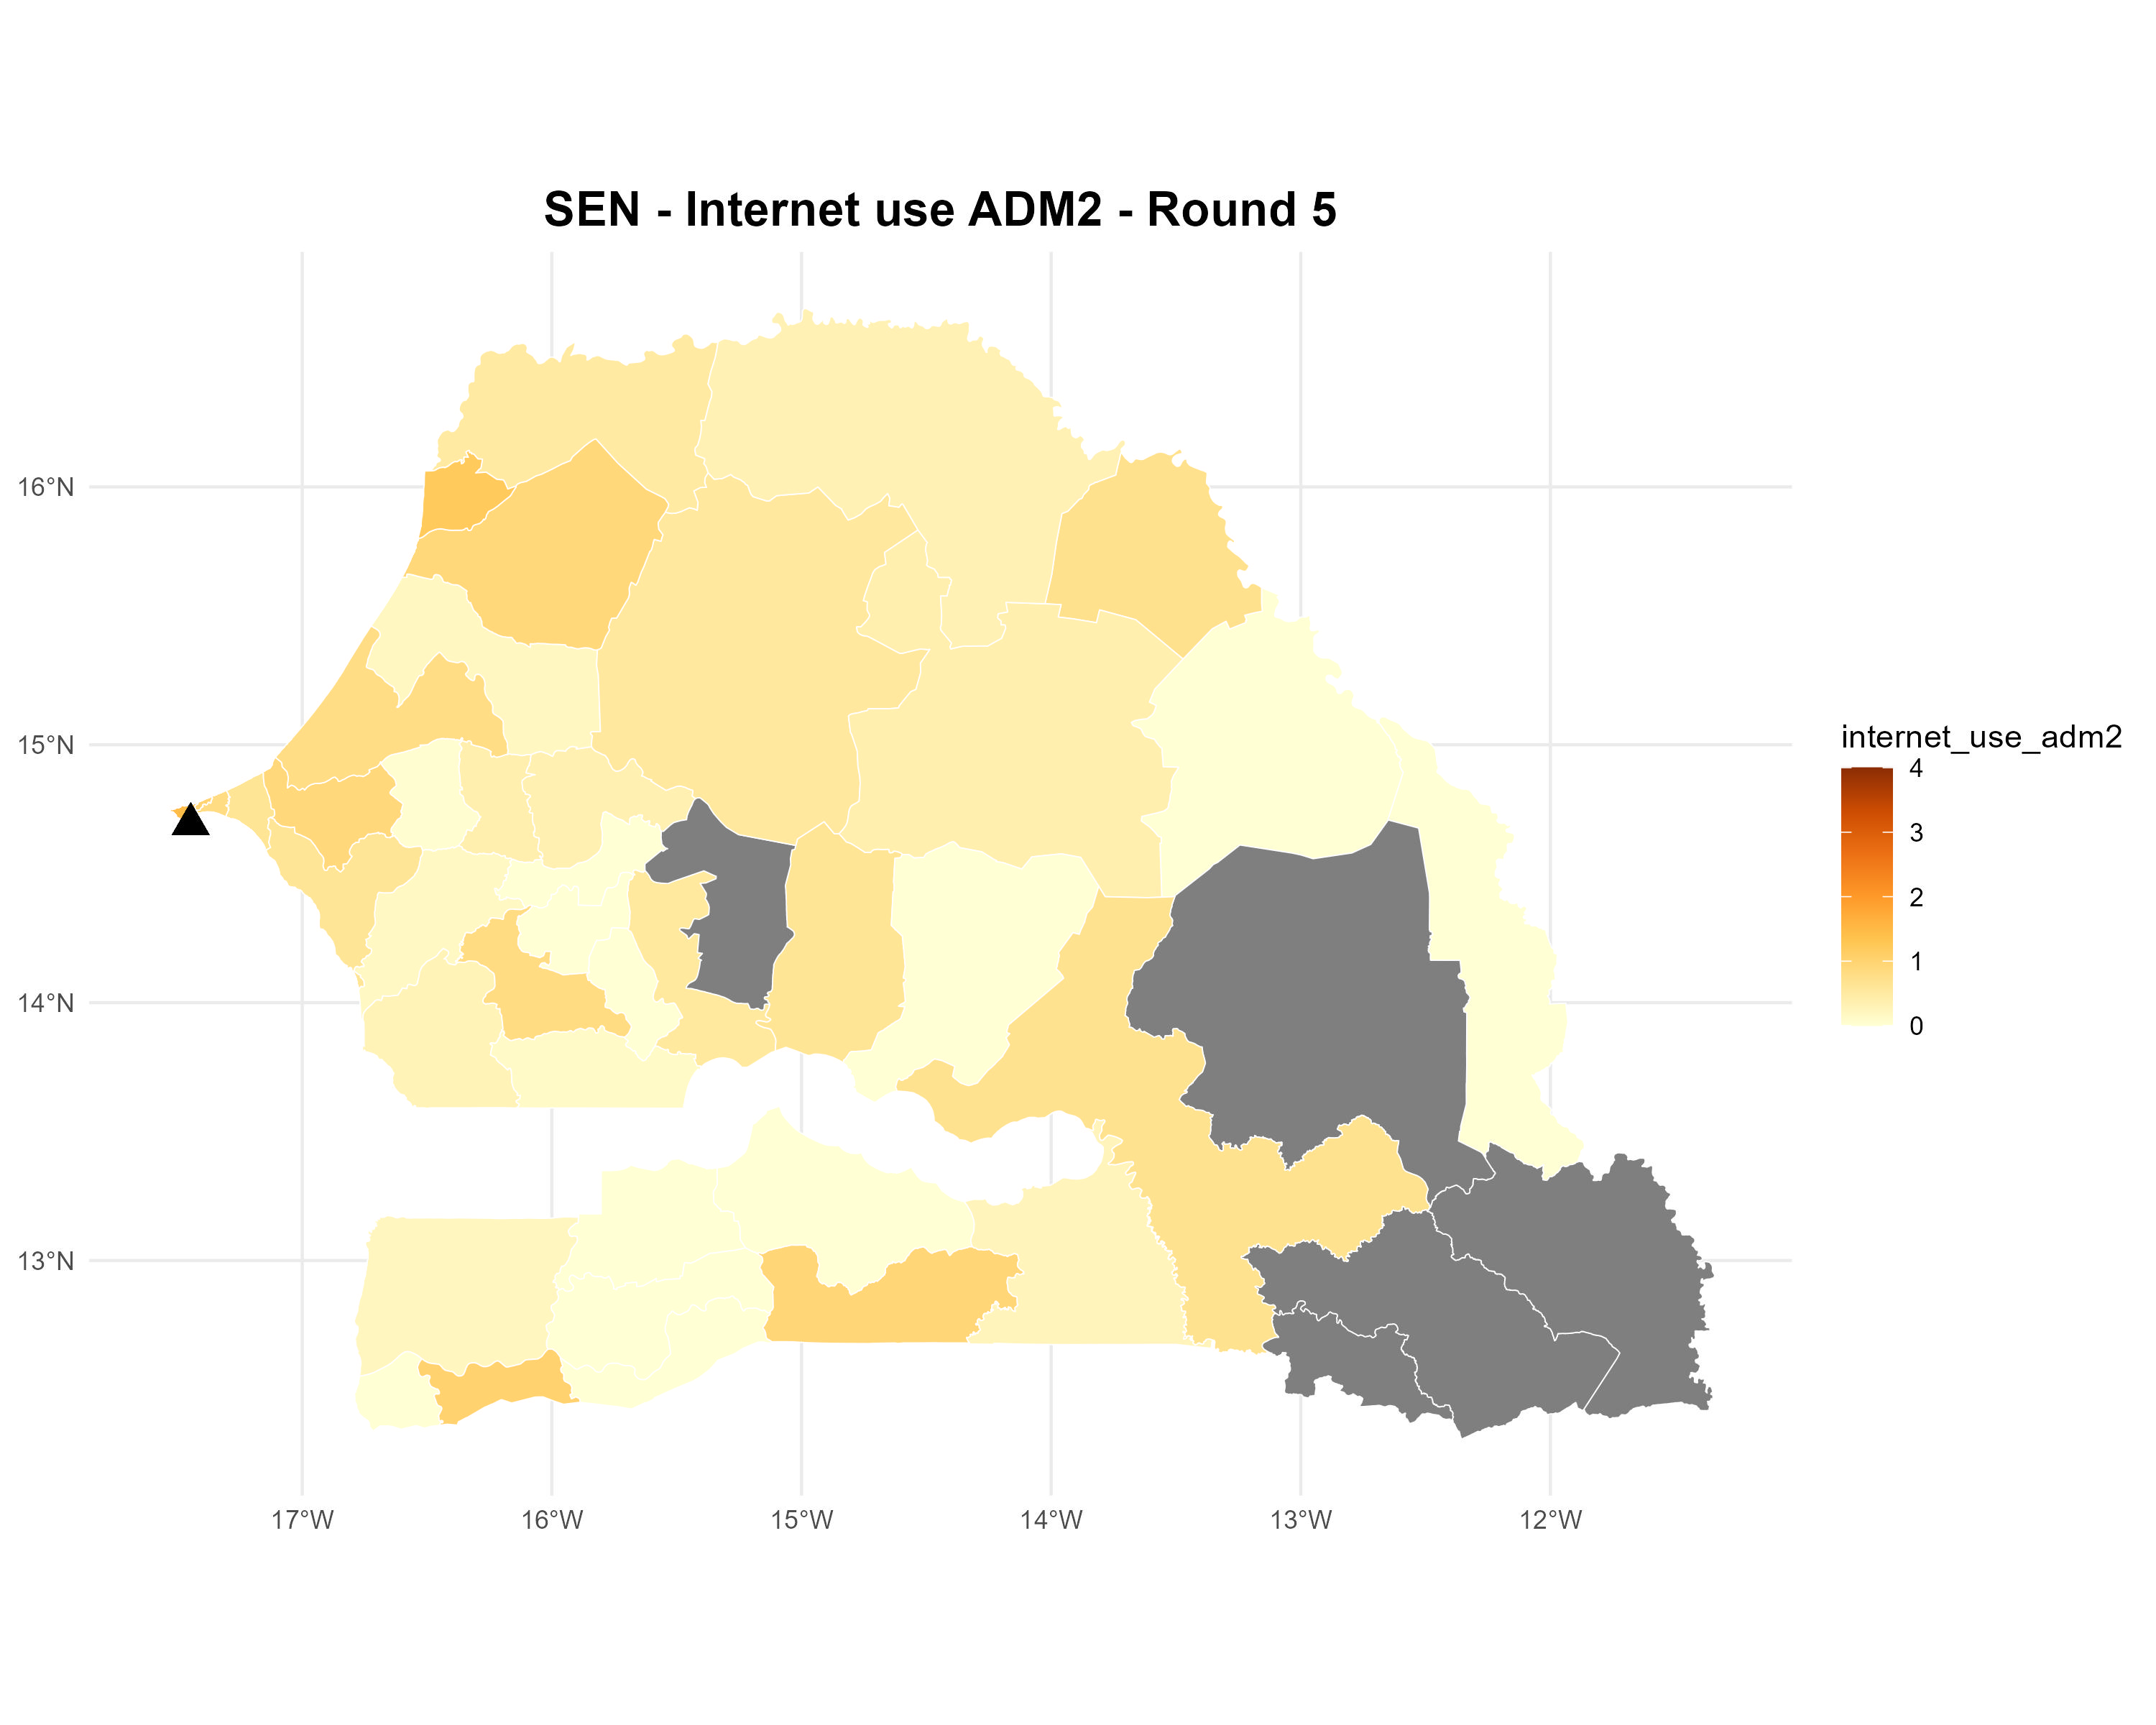 SEN - Internet use ADM2 - Round 5
16°N
15°N
14°N
13°N
17°W
16°W
15°W
14°W
13°W
12°W
internet_use_adm2
4
3
2
1
0